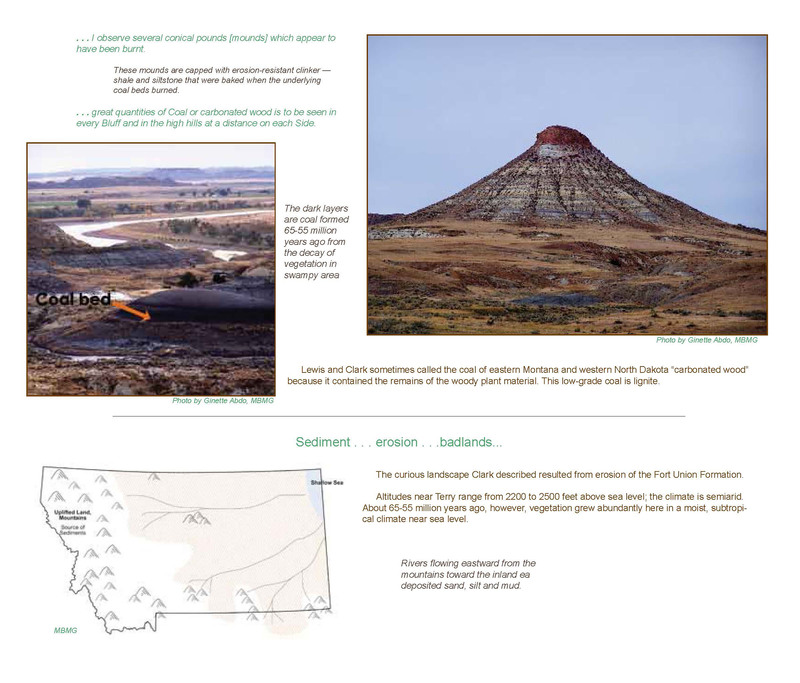 . . . I observe several conical pounds [mounds] which appear to
have been burnt.
These mounds are capped with erosion-resistant clinker —
shale and siltstone that were baked when the underlying
coal beds burned.
. . . great quantities of Coal or carbonated wood is to be seen in
every Bluff and in the high hills at a distance on each Side.
The dark layers
are coal formed
65-55 million
years ago from
the decay of
vegetation in
swampy area
Coal bed
Photo by Ginette Abdo, MBMG
Photo by Ginette Abdo, MBMG
Lewis and Clark sometimes called the coal of eastern Montana and western North Dakota “carbonated wood”
because it contained the remains of the woody plant material. This low-grade coal is lignite.
Sediment . . . erosion . . .badlands...
Shallow Sea
Uplifted Land,
Mountains
Source of
Sediments
MBMG
The curious landscape Clark described resulted from erosion of the Fort Union Formation.
Altitudes near Terry range from 2200 to 2500 feet above sea level; the climate is semiarid.
About 65-55 million years ago, however, vegetation grew abundantly here in a moist, subtropi-
cal climate near sea level.
Rivers flowing eastward from the
mountains toward the inland ea
deposited sand, silt and mud.